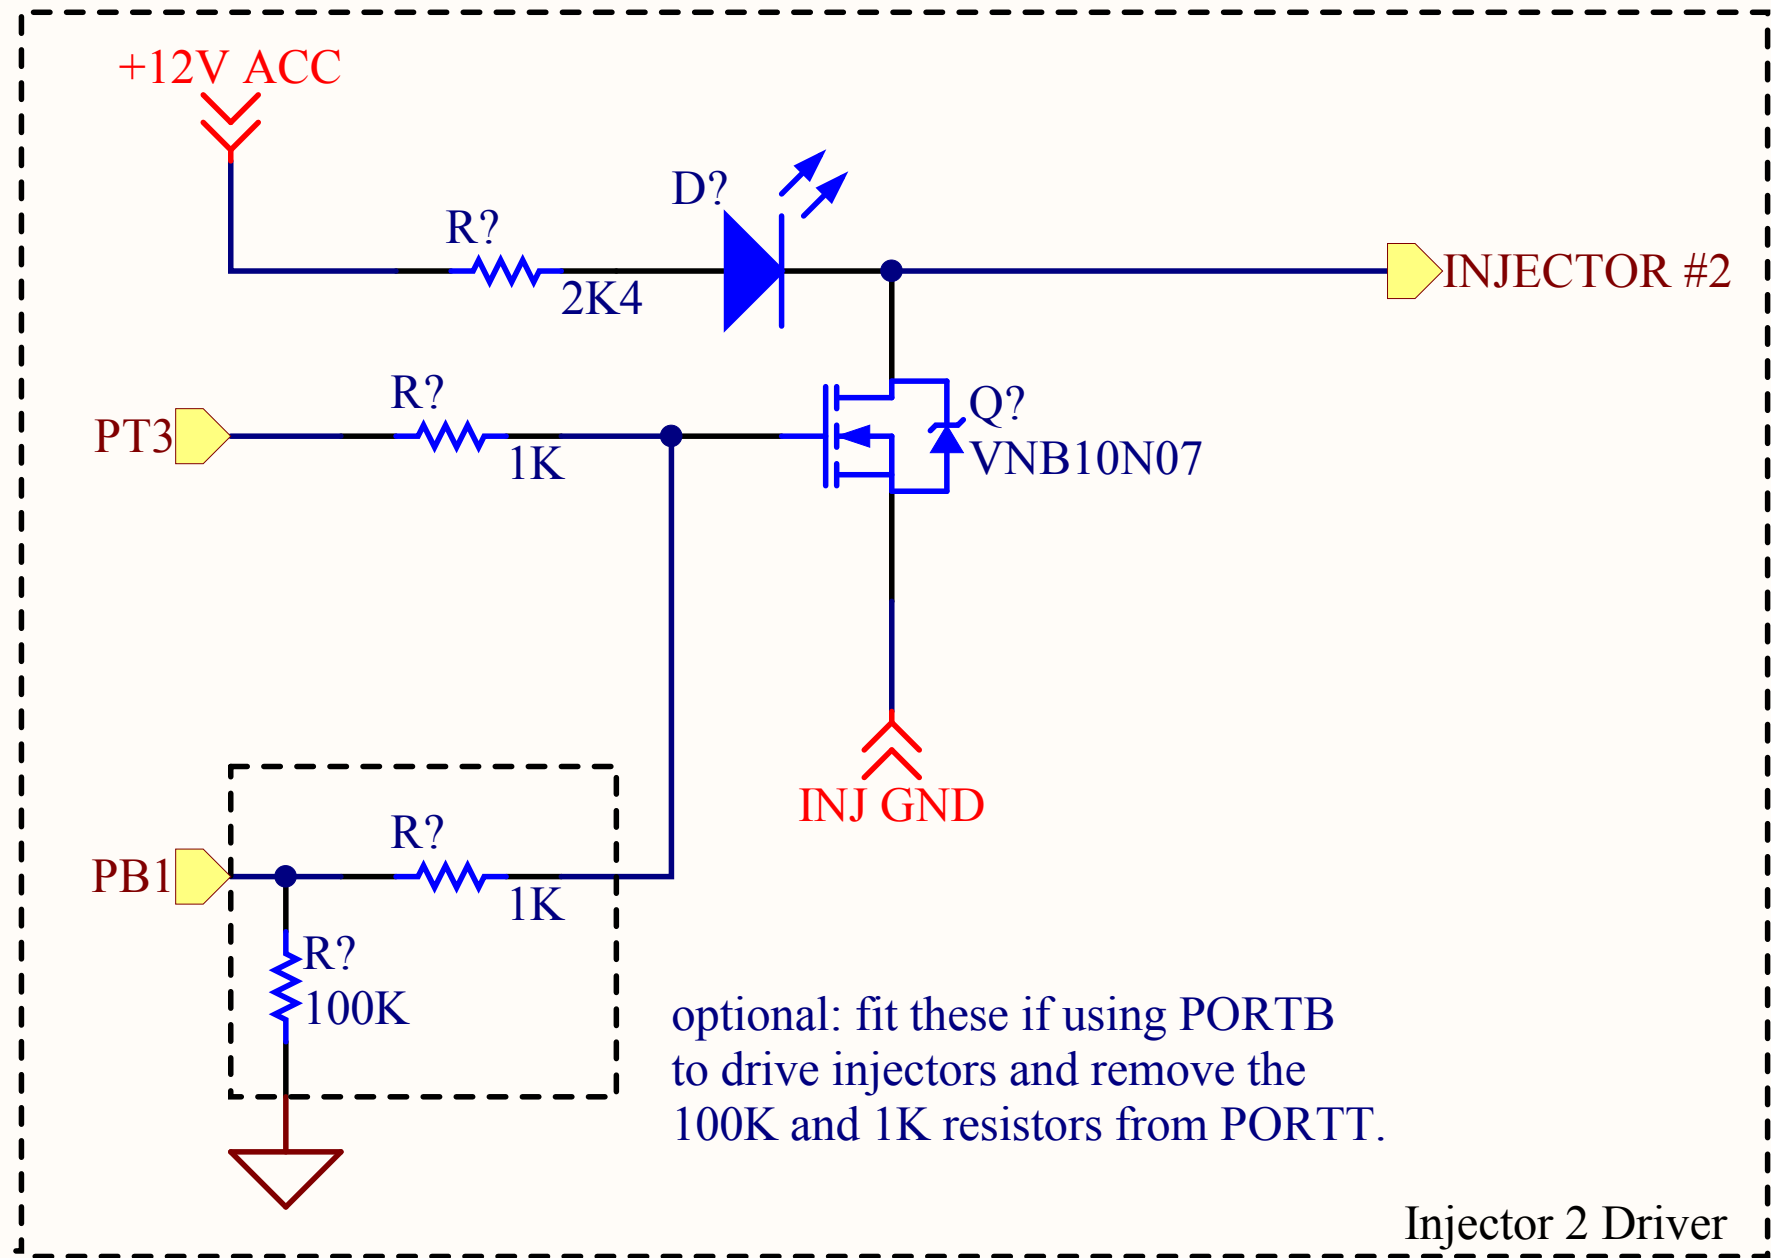 +12V ACC
D?
R?
2K4
INJECTOR #2
R?
PT3
1K
Q?
VNB10N07
INJ GND
R?
PB1
1K
R?
100K
optional: fit these if using PORTB
to drive injectors and remove the
100K and 1K resistors from PORTT.
Injector 2 Driver